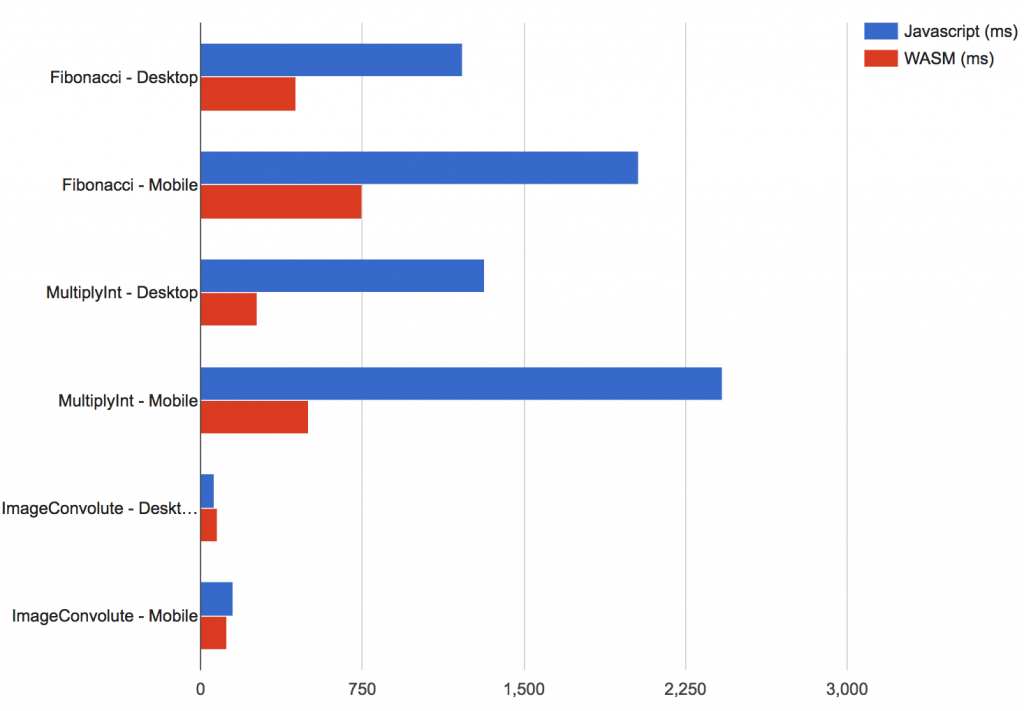 Javascript (ms)
WASM (ms)
Fibonacci - Desktop
Fibonacci - Mobile
MultiplyInt - Desktop
MultiplyInt - Mobile
ImageConvolute - Deskt...
ImageConvolute - Mobile
0 750 1,500 2,250 3,000